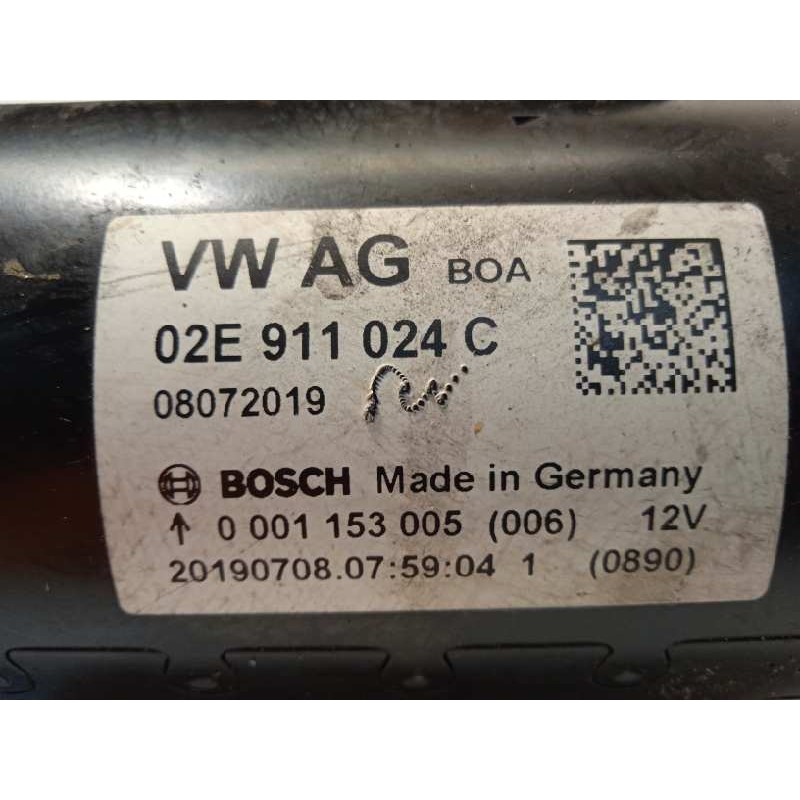 VW AG BOA
02E 911 024 C
08072019
BOSCH Made in Germany
↑ 0 001 153 005 (006) 12V
20190708.07:59:04 1 (0890)